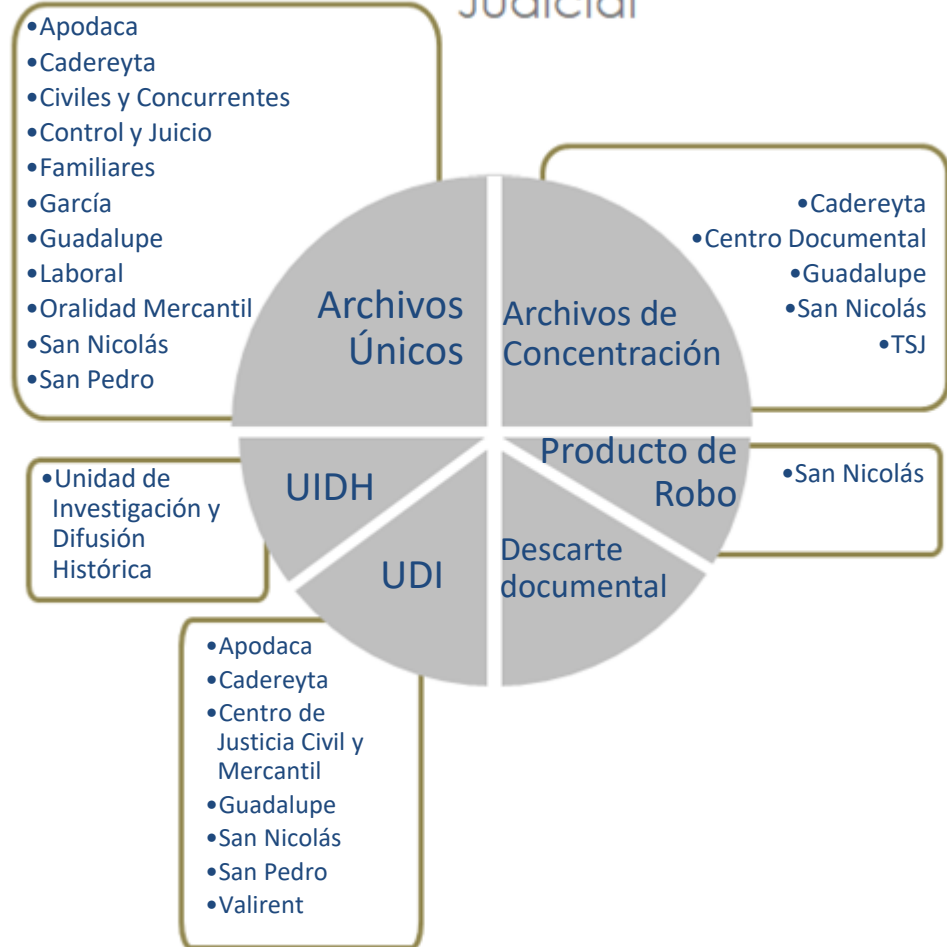 Judicial
•Apodaca
•Cadereyta
•Civiles y Concurrentes
•Control y Juicio
•Familiares
•García
•Guadalupe
•Laboral
•Oralidad Mercantil
•San Nicolás
•San Pedro
Archivos
Únicos
Archivos de
Concentración
•Cadereyta
•Centro Documental
•Guadalupe
•San Nicolás
•TSJ
•Unidad de
Investigación y
Difusión
Histórica
UIDH
Producto de
Robo
•San Nicolás
UDI
Descarte
documental
•Apodaca
•Cadereyta
•Centro de
Justicia Civil y
Mercantil
•Guadalupe
•San Nicolás
•San Pedro
•Valirent